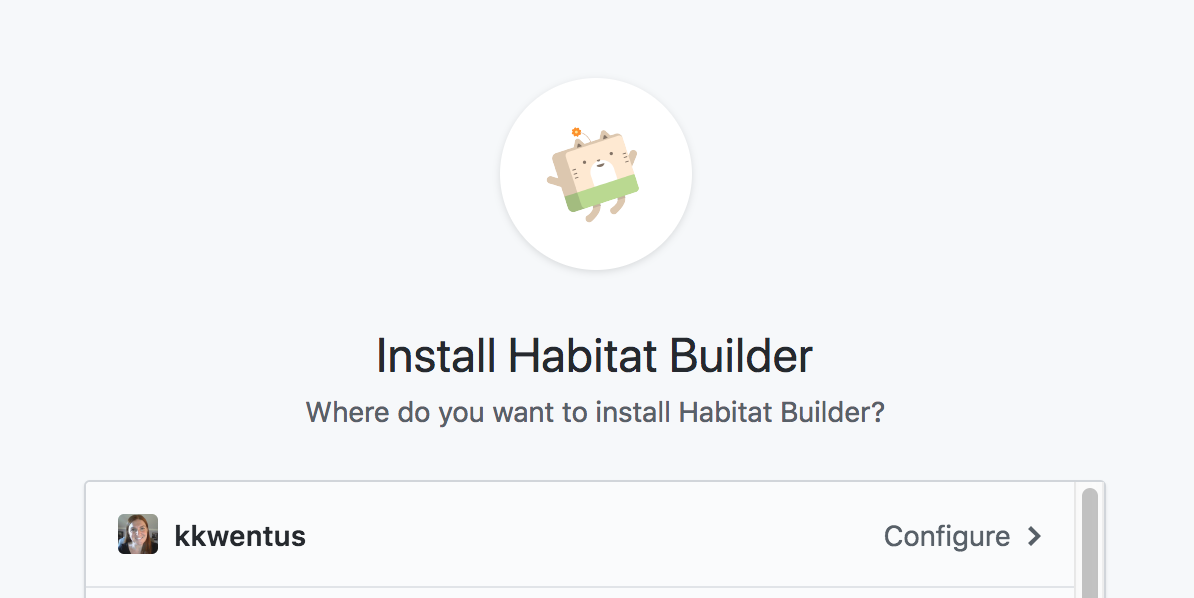 Install Habitat Builder
Where do you want to install Habitat Builder?
kkwentus Configure